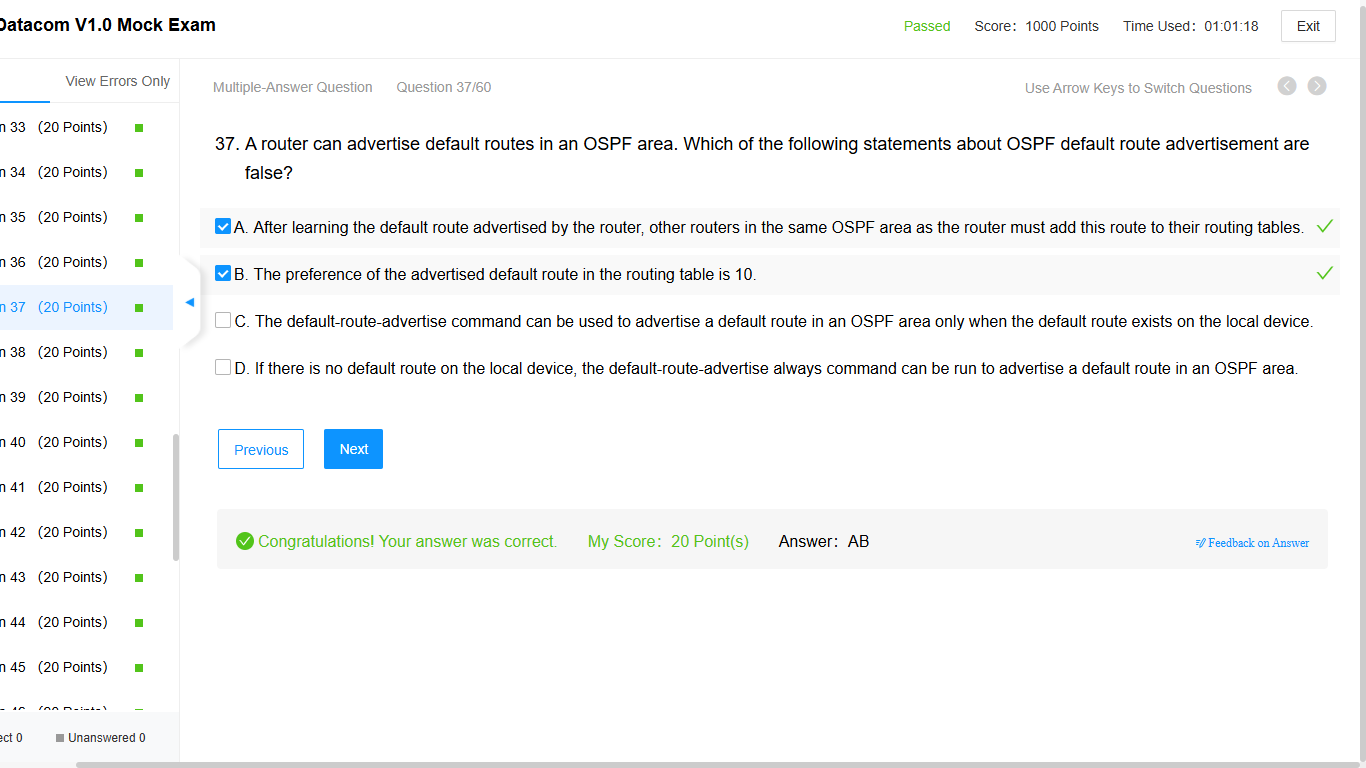 Datacom V1.0 Mock Exam
Passed Score: 1000 Points Time Used: 01:01:18 Exit
View Errors Only
Multiple-Answer Question Question 37/60 Use Arrow Keys to Switch Questions
n 33 (20 Points)
n 34 (20 Points)
n 35 (20 Points)
n 36 (20 Points)
n 37 (20 Points)
n 38 (20 Points)
n 39 (20 Points)
n 40 (20 Points)
n 41 (20 Points)
n 42 (20 Points)
n 43 (20 Points)
n 44 (20 Points)
n 45 (20 Points)
ect 0 Unanswered 0
37. A router can advertise default routes in an OSPF area. Which of the following statements about OSPF default route advertisement are
false?
A. After learning the default route advertised by the router, other routers in the same OSPF area as the router must add this route to their routing tables.
B. The preference of the advertised default route in the routing table is 10.
C. The default-route-advertise command can be used to advertise a default route in an OSPF area only when the default route exists on the local device.
D. If there is no default route on the local device, the default-route-advertise always command can be run to advertise a default route in an OSPF area.
Previous Next
Congratulations! Your answer was correct. My Score: 20 Point(s) Answer: AB Feedback on Answer